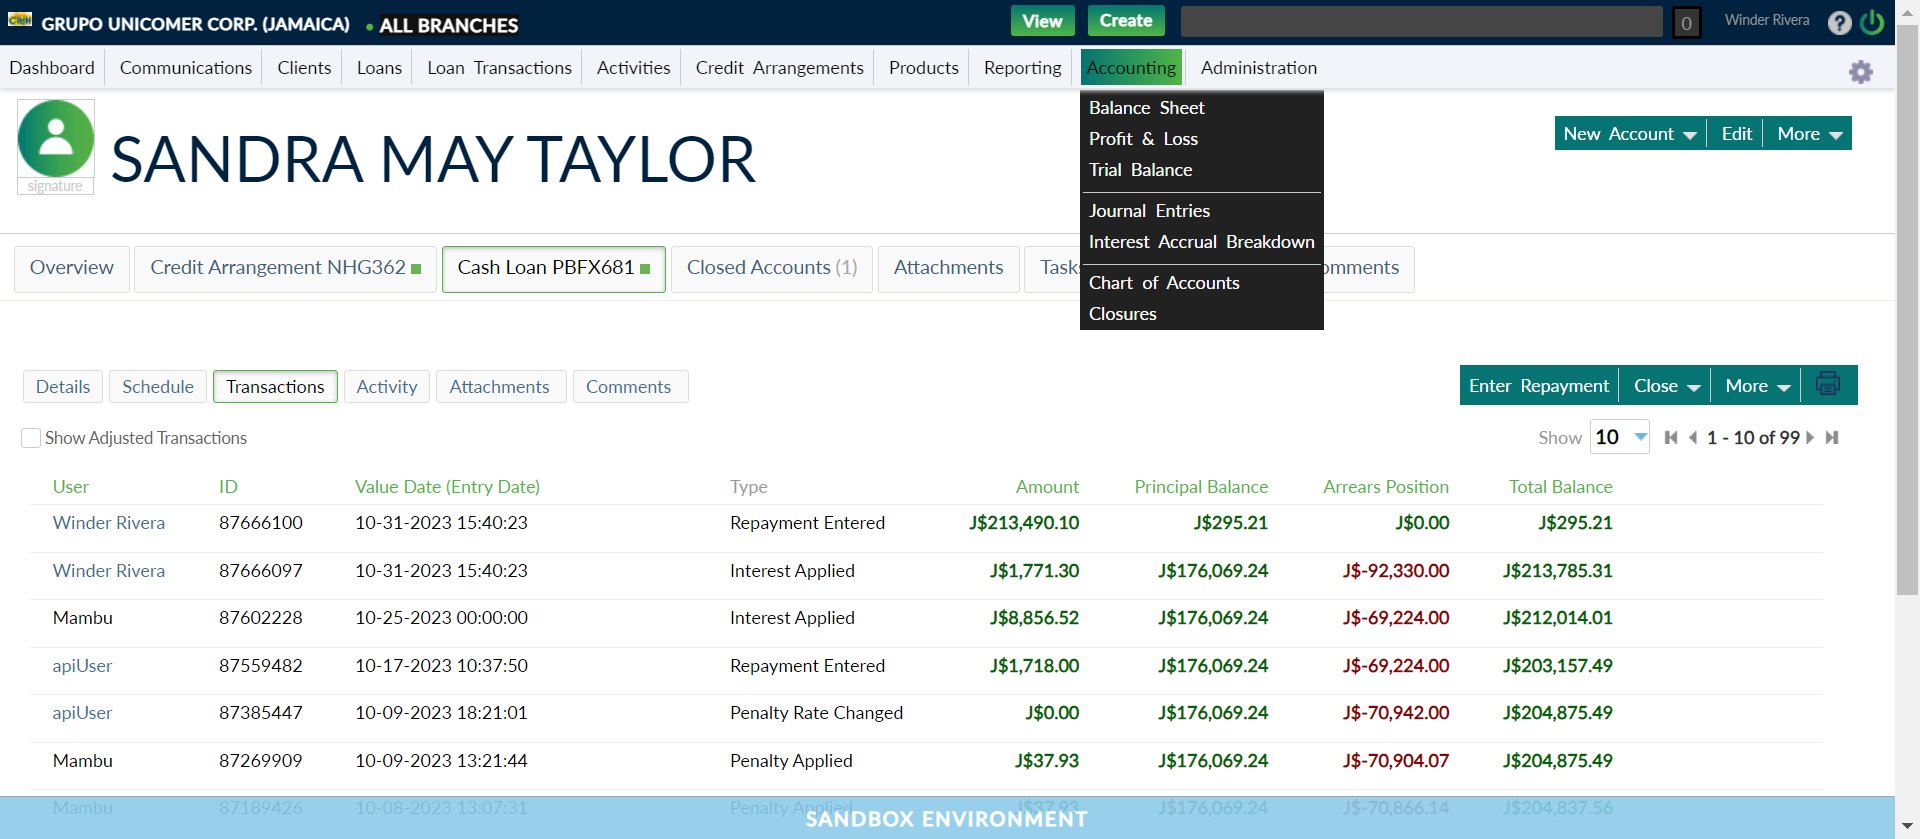 GRUPO UNICOMER CORP. (JAMAICA) • ALL BRANCHES View Create 0 Winder Rivera ?
Dashboard Communications Clients Loans Loan Transactions Activities Credit Arrangements Products Reporting Accounting Administration
Balance Sheet
Profit & Loss
Trial Balance
Journal Entries
Interest Accrual Breakdown
Chart of Accounts
Closures
SANDRA MAY TAYLOR
signature
New Account Edit More
Overview Credit Arrangement NHG362 Cash Loan PBFX681 Closed Accounts (1) Attachments Tasks omments
Details Schedule Transactions Activity Attachments Comments Enter Repayment Close More
Show Adjusted Transactions Show 10 1 - 10 of 99
User ID Value Date (Entry Date) Type Amount Principal Balance Arrears Position Total Balance
Winder Rivera 87666100 10-31-2023 15:40:23 Repayment Entered J$213,490.10 J$295.21 J$0.00 J$295.21
Winder Rivera 87666097 10-31-2023 15:40:23 Interest Applied J$1,771.30 J$176,069.24 J$-92,330.00 J$213,785.31
Mambu 87602228 10-25-2023 00:00:00 Interest Applied J$8,856.52 J$176,069.24 J$-69,224.00 J$212,014.01
apiUser 87559482 10-17-2023 10:37:50 Repayment Entered J$1,718.00 J$176,069.24 J$-69,224.00 J$203,157.49
apiUser 87385447 10-09-2023 18:21:01 Penalty Rate Changed J$0.00 J$176,069.24 J$-70,942.00 J$204,875.49
Mambu 87269909 10-09-2023 13:21:44 Penalty Applied J$37.93 J$176,069.24 J$-70,904.07 J$204,875.49
Mambu 87189426 10-08-2023 13:07:31 Penalty Applied J$37.93 J$176,069.24 J$-70,866.14 J$204,837.56
SANDBOX ENVIRONMENT